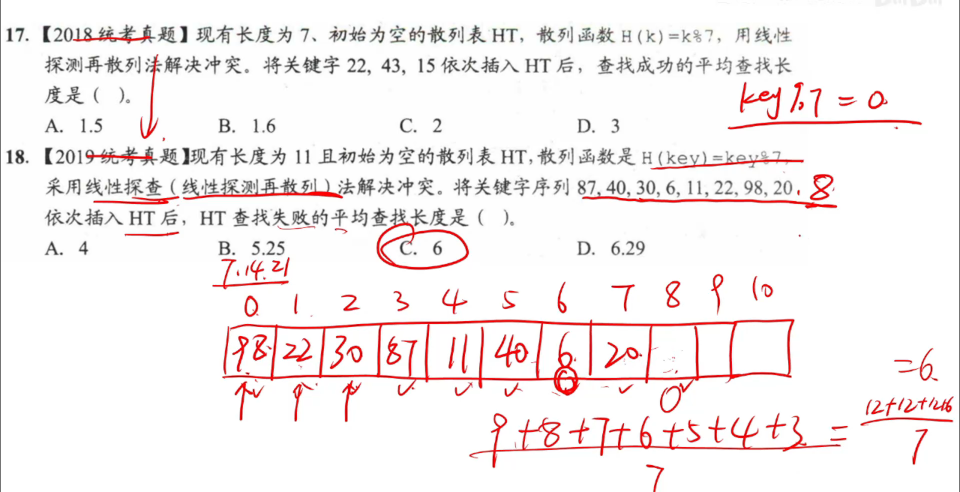 17. 【2018 统考真题】现有长度为 7、初始为空的散列表 HT，散列函数 H(k)=k%7，用线性
探测再散列法解决冲突。将关键字 22, 43, 15 依次插入 HT 后，查找成功的平均查找长
度是（ ）。
key%7=0
A. 1.5 B. 1.6 C. 2 D. 3
18. 【2019 统考真题】现有长度为 11 且初始为空的散列表 HT，散列函数是 H(key)=key%7，
采用线性探查（线性探测再散列）法解决冲突。将关键字序列 87, 40, 30, 6, 11, 22, 98, 20 8
依次插入 HT 后，HT 查找失败的平均查找长度是（ ）。
A. 4 B. 5.25 C. 6 D. 6.29
7.14.21
0 1 2 3 4 5 6 7 8 9 10
98 22 30 87 11 40 6 20
=6
9+8+7+6+5+4+3 = 12+12+12+6
7 7